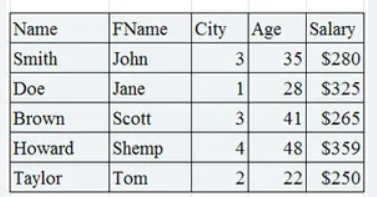 Name FName City Age Salary
Smith John 3 35 $280
Doe Jane 1 28 $325
Brown Scott 3 41 $265
Howard Shemp 4 48 $359
Taylor Tom 2 22 $250